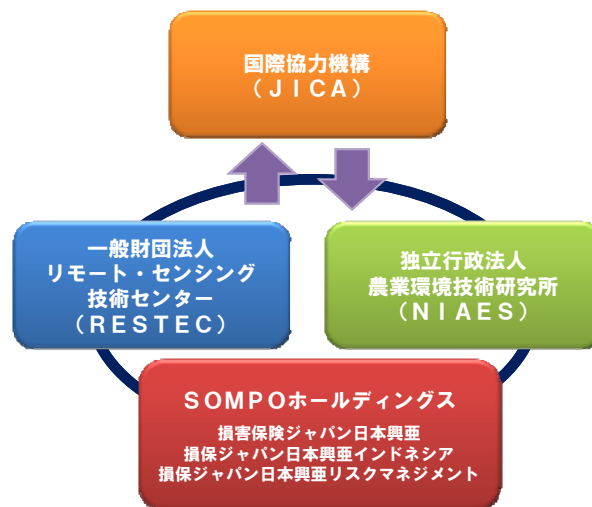 国際協力機構
（ＪＩＣＡ）
一般財団法人
リモート・センシング
技術センター
（ＲＥＳＴＥＣ）
独立行政法人
農業環境技術研究所
（ＮＩＡＥＳ）
ＳＯＭＰＯホールディングス
損害保険ジャパン日本興亜
損保ジャパン日本興亜インドネシア
損保ジャパン日本興亜リスクマネジメント